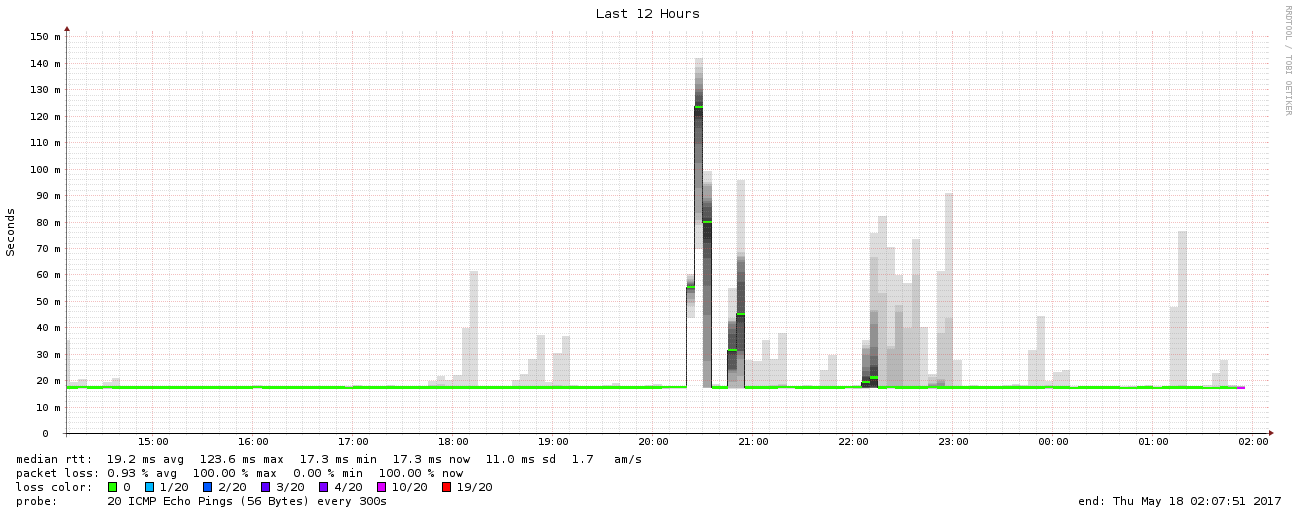 Last 12 Hours
RRDTOOL / TOBI OETIKER
Seconds
150 m
140 m
130 m
120 m
110 m
100 m
90 m
80 m
70 m
60 m
50 m
40 m
30 m
20 m
10 m
0
15:00 16:00 17:00 18:00 19:00 20:00 21:00 22:00 23:00 00:00 01:00 02:00
median rtt: 19.2 ms avg 123.6 ms max 17.3 ms min 17.3 ms now 11.0 ms sd 1.7 am/s
packet loss: 0.93 % avg 100.00 % max 0.00 % min 100.00 % now
loss color: 0 1/20 2/20 3/20 4/20 10/20 19/20
probe: 20 ICMP Echo Pings (56 Bytes) every 300s end: Thu May 18 02:07:51 2017